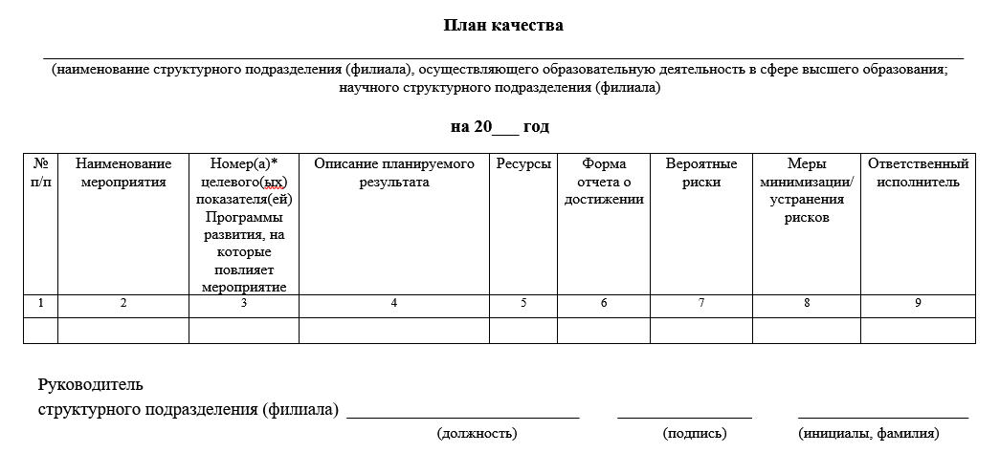 План качества
(наименование структурного подразделения (филиала), осуществляющего образовательную деятельность в сфере высшего образования;
научного структурного подразделения (филиала)
на 20___ год
№ п/п
Наименование мероприятия
Номер(а)* целевого(ых) показателя(ей) Программы развития, на которые повлияет мероприятие
Описание планируемого результата
Ресурсы
Форма отчета о достижении
Вероятные риски
Меры минимизации/ устранения рисков
Ответственный исполнитель
1 2 3 4 5 6 7 8 9
Руководитель
структурного подразделения (филиала) ___________________________ ________________ ____________________
(должность) (подпись) (инициалы, фамилия)